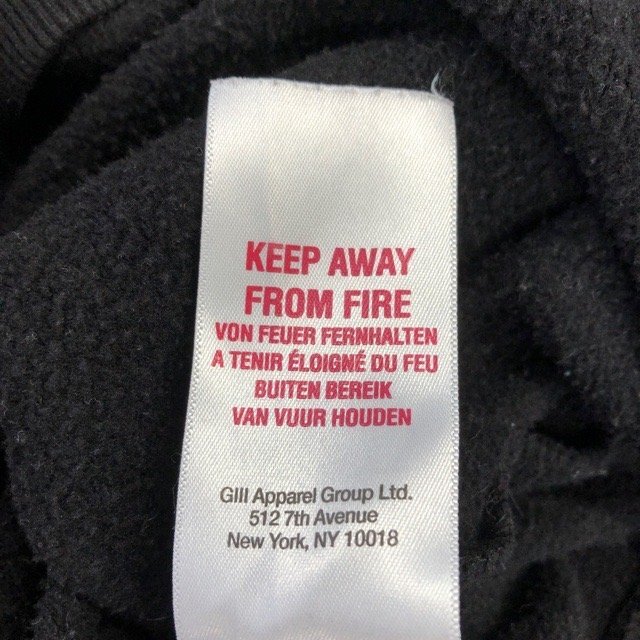 KEEP AWAY
FROM FIRE
VON FEUER FERNHALTEN
A TENIR ÉLOIGNÉ DU FEU
BUITEN BEREIK
VAN VUUR HOUDEN
GIII Apparel Group Ltd.
512 7th Avenue
New York, NY 10018